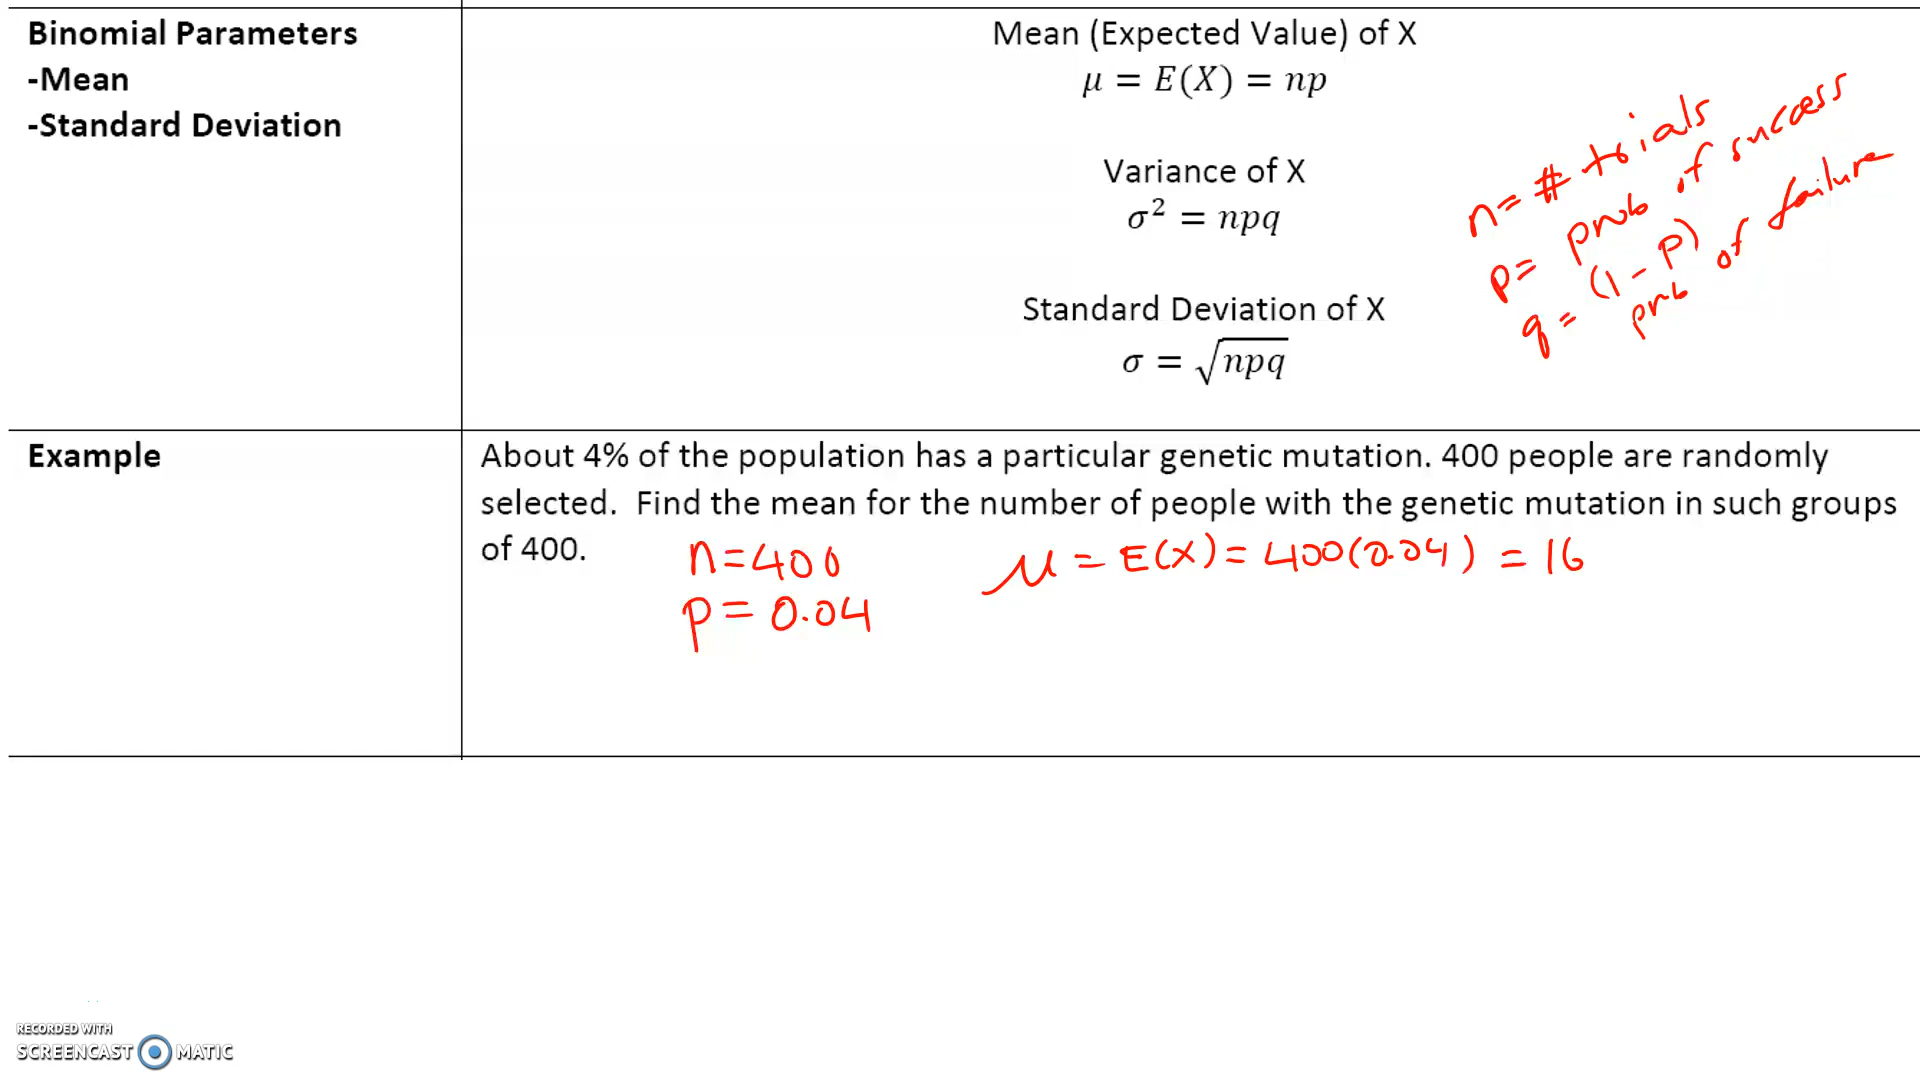 Binomial Parameters
-Mean
-Standard Deviation
Mean (Expected Value) of X
μ = E(X) = np
Variance of X
σ² = npq
Standard Deviation of X
σ = √npq
n = # trials
p = prob of success
q = (1 - p)
prob of failure
Example
About 4% of the population has a particular genetic mutation. 400 people are randomly
selected. Find the mean for the number of people with the genetic mutation in such groups
of 400.
n = 400
p = 0.04
μ = E(X) = 400(0.04) = 16
RECORDED WITH
SCREENCAST MATIC